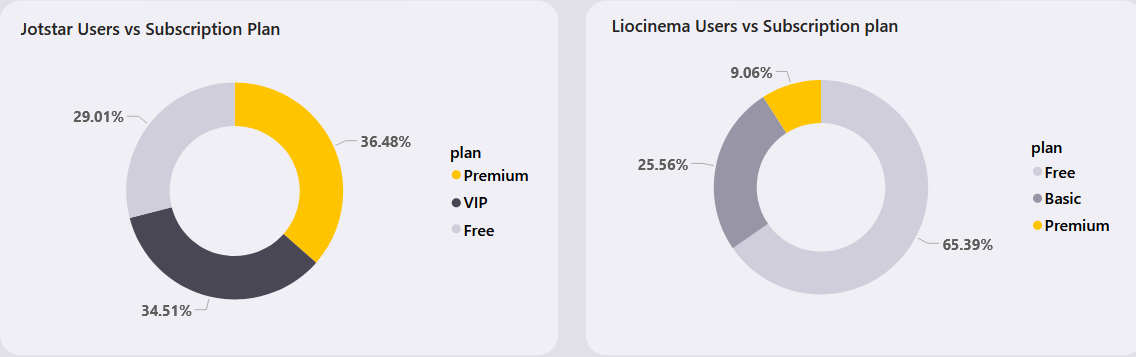 Jotstar Users vs Subscription Plan
29.01%
36.48%
34.51%
plan
Premium
VIP
Free
Liocinema Users vs Subscription plan
9.06%
25.56%
65.39%
plan
Free
Basic
Premium